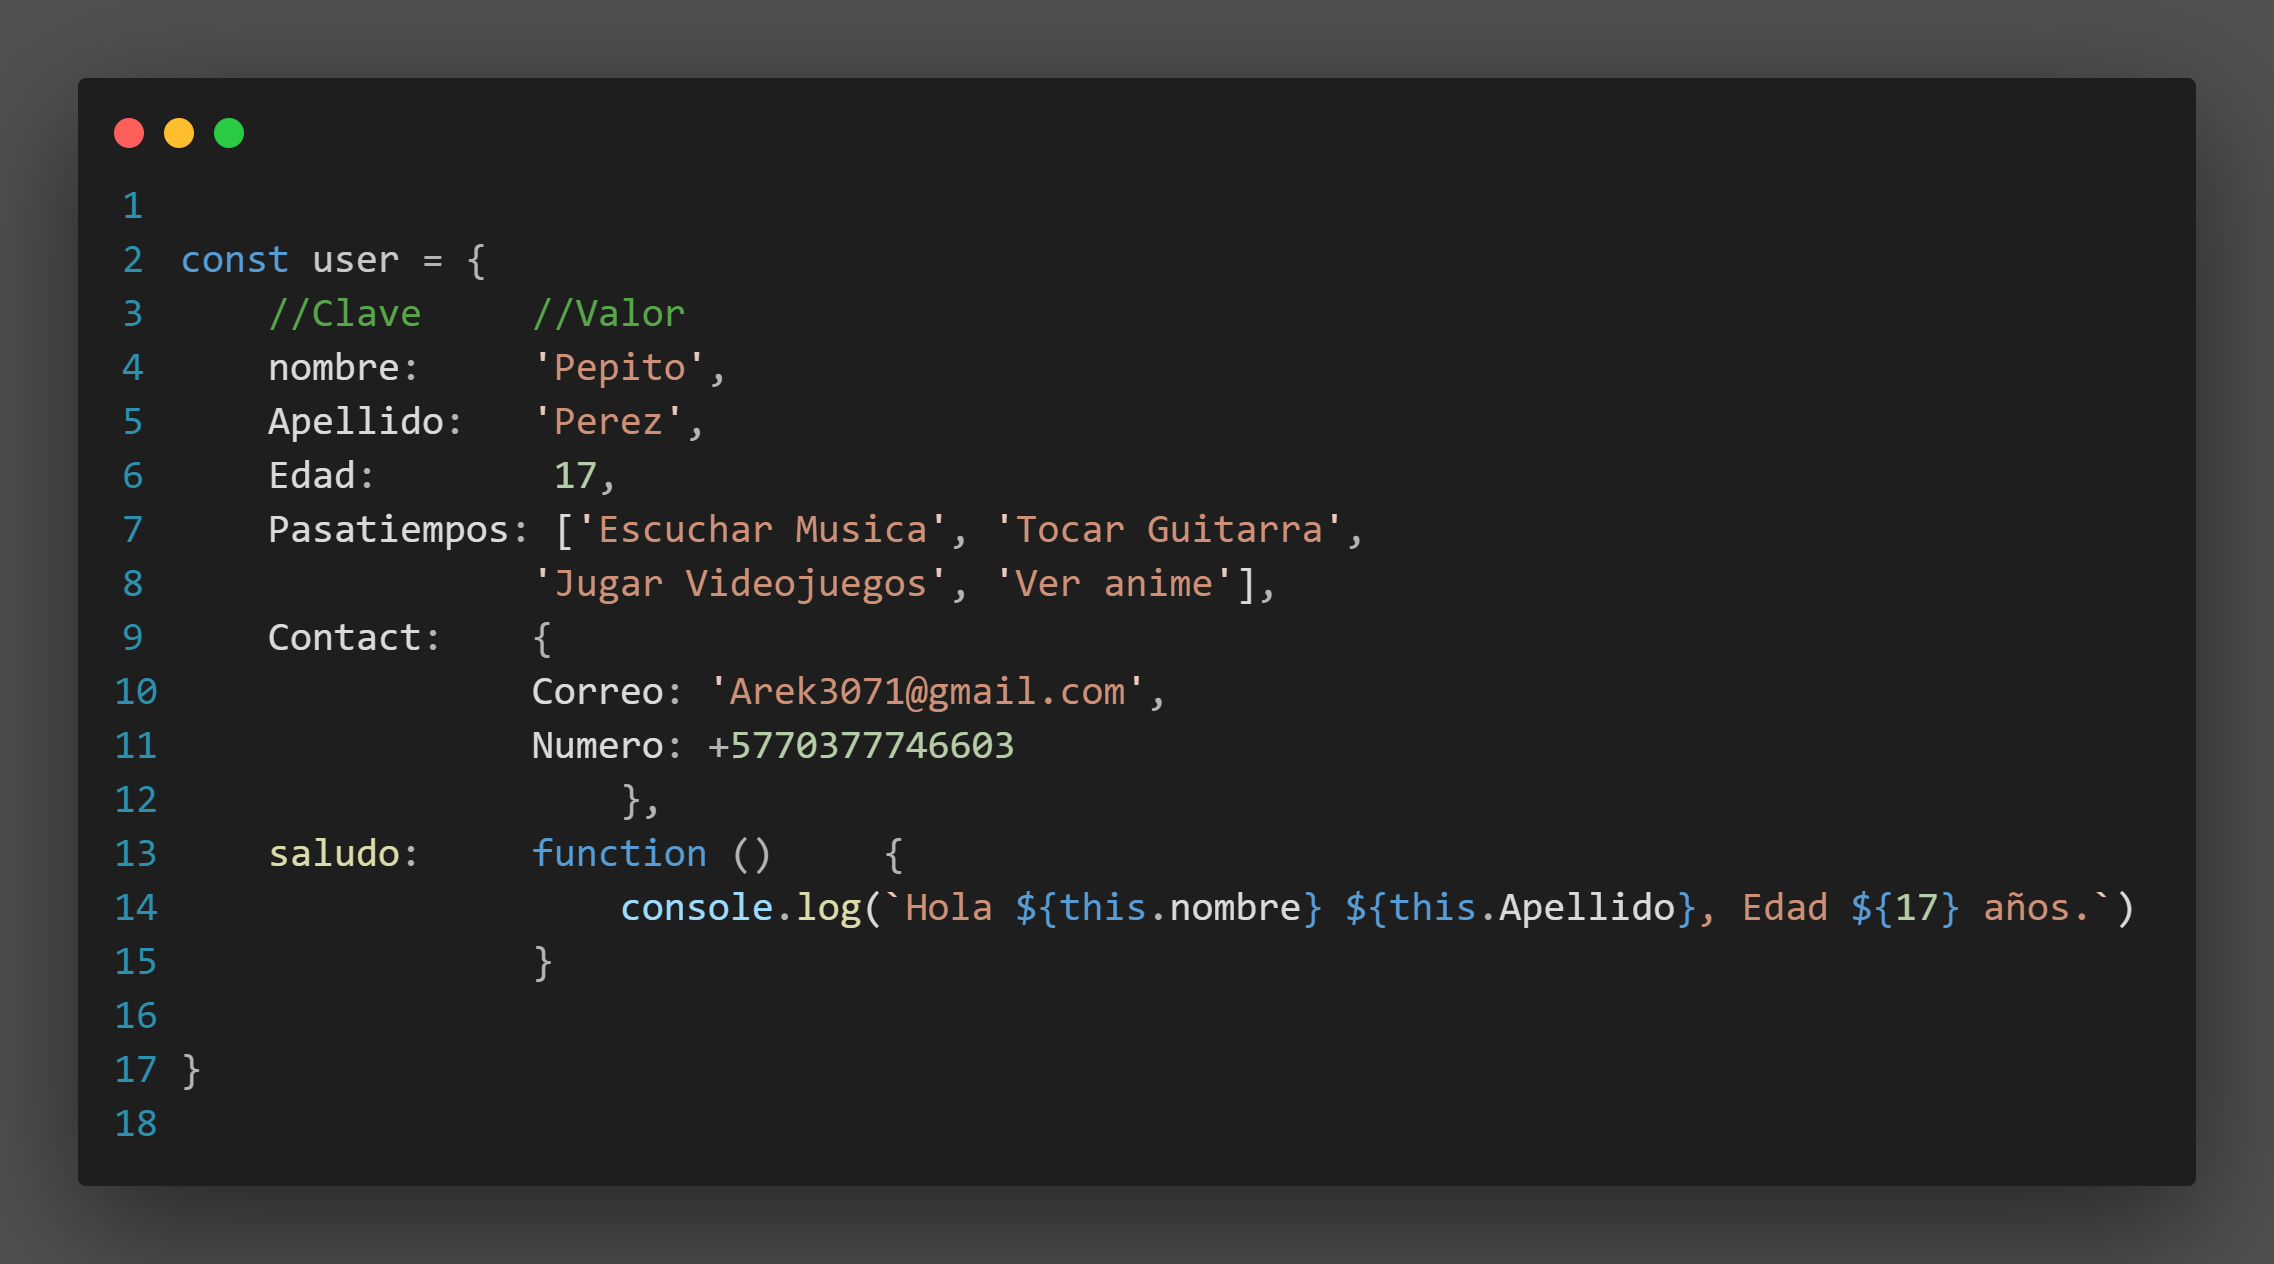 1
2 const user = {
3     //Clave     //Valor
4     nombre:     'Pepito',
5     Apellido:   'Perez',
6     Edad:        17,
7     Pasatiempos: ['Escuchar Musica', 'Tocar Guitarra',
8                 'Jugar Videojuegos', 'Ver anime'],
9     Contact:    {
10                 Correo: 'Arek3071@gmail.com',
11                 Numero: +5770377746603
12                     },
13     saludo:     function ()     {
14                     console.log(`Hola ${this.nombre} ${this.Apellido}, Edad ${17} años.`)
15                 }
16
17 }
18